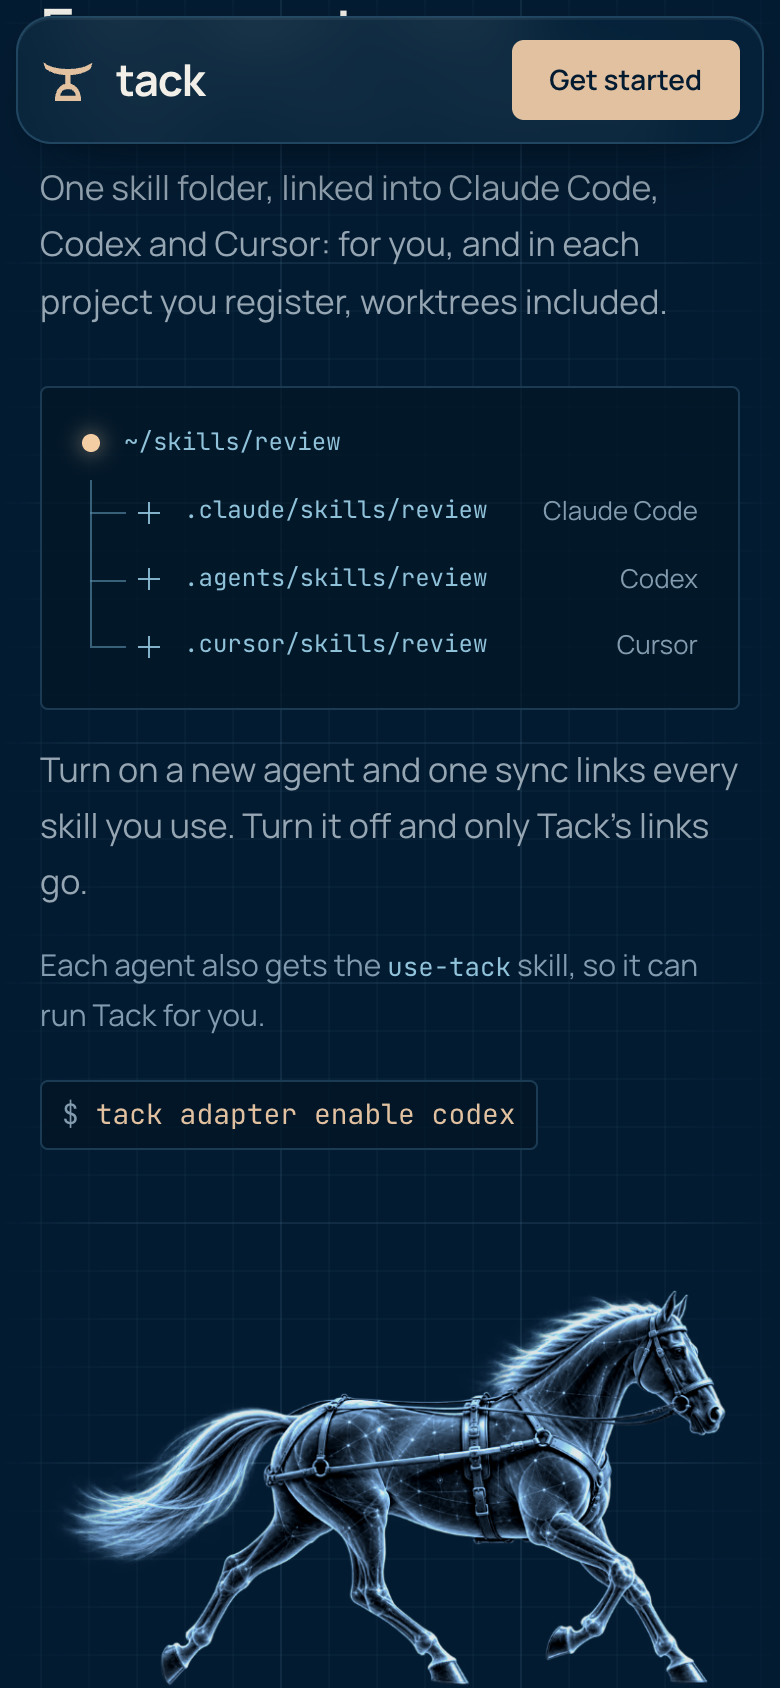 tack
Get started
One skill folder, linked into Claude Code,
Codex and Cursor: for you, and in each
project you register, worktrees included.
~/skills/review
.claude/skills/review Claude Code
.agents/skills/review Codex
.cursor/skills/review Cursor
Turn on a new agent and one sync links every
skill you use. Turn it off and only Tack’s links
go.
Each agent also gets the use-tack skill, so it can
run Tack for you.
$ tack adapter enable codex